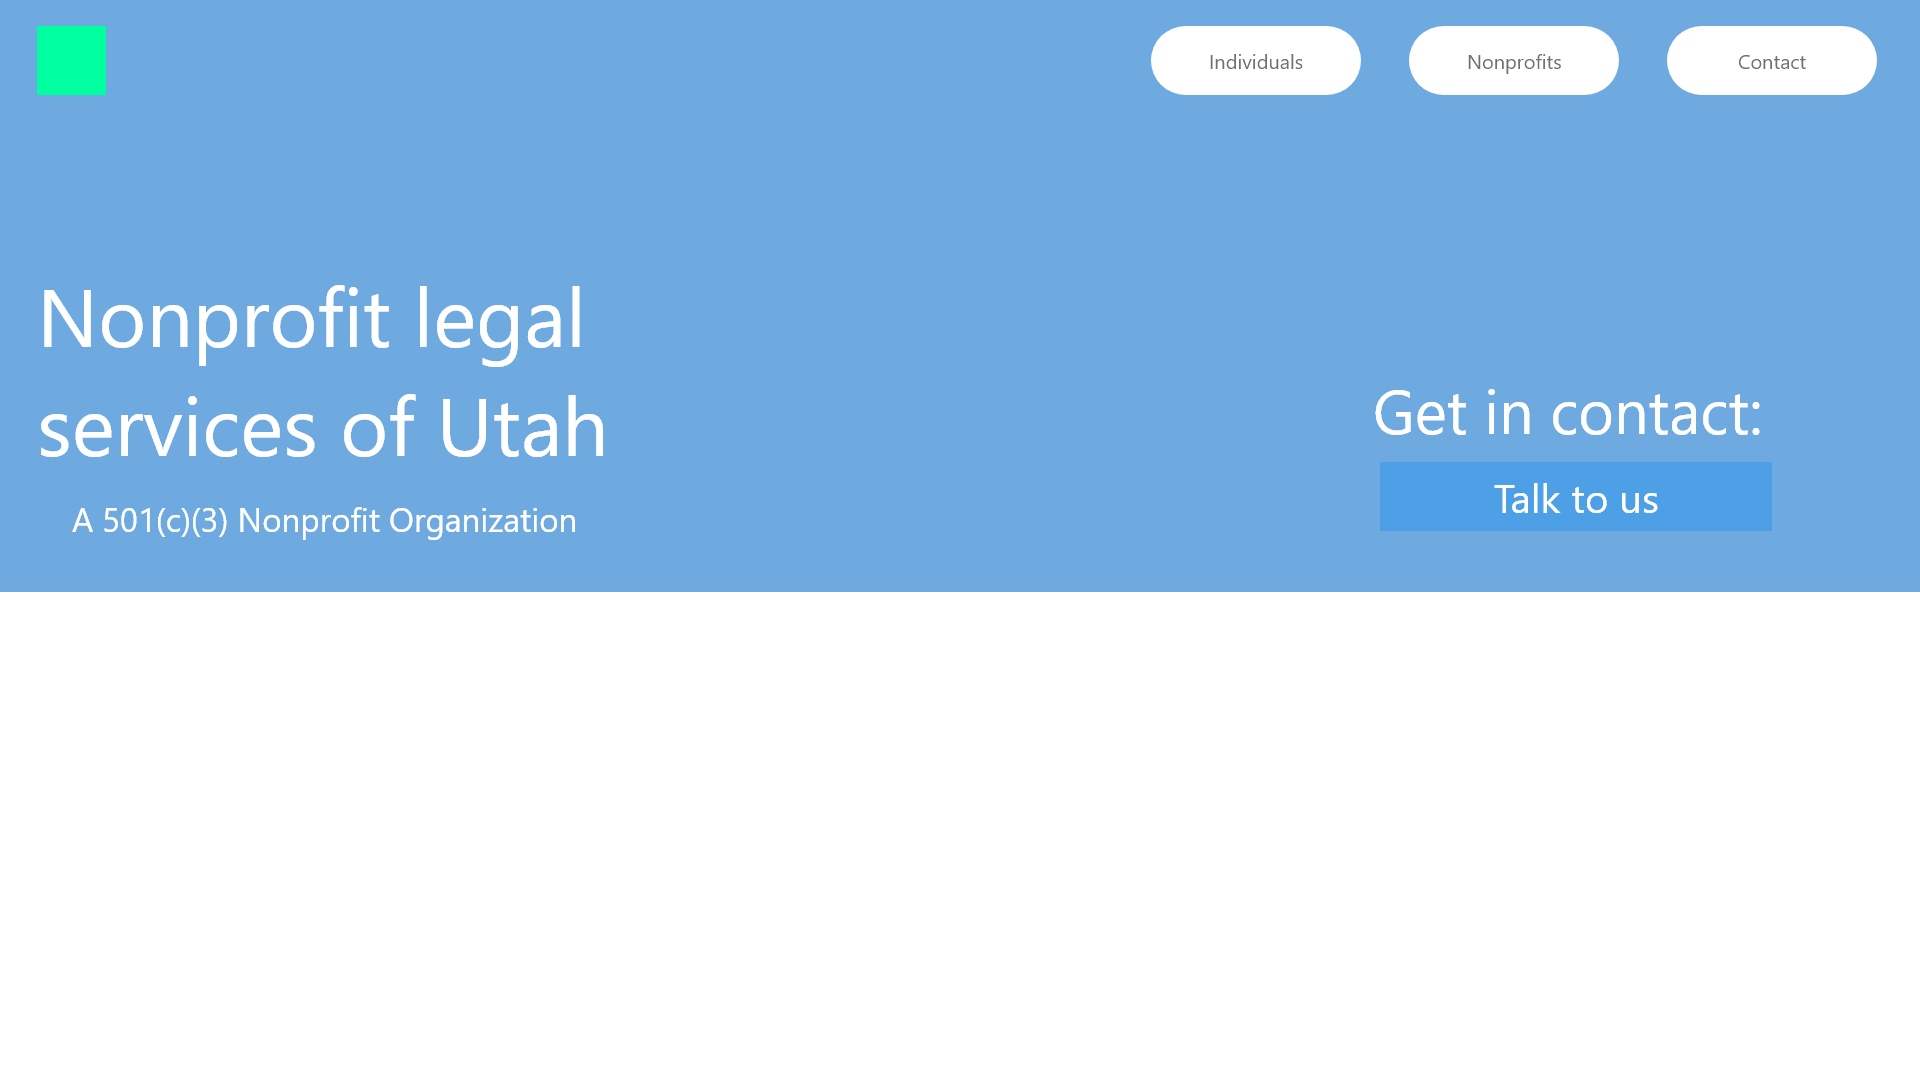 Individuals
Nonprofits
Contact
Nonprofit legal
services of Utah
A 501(c)(3) Nonprofit Organization
Get in contact:
Talk to us